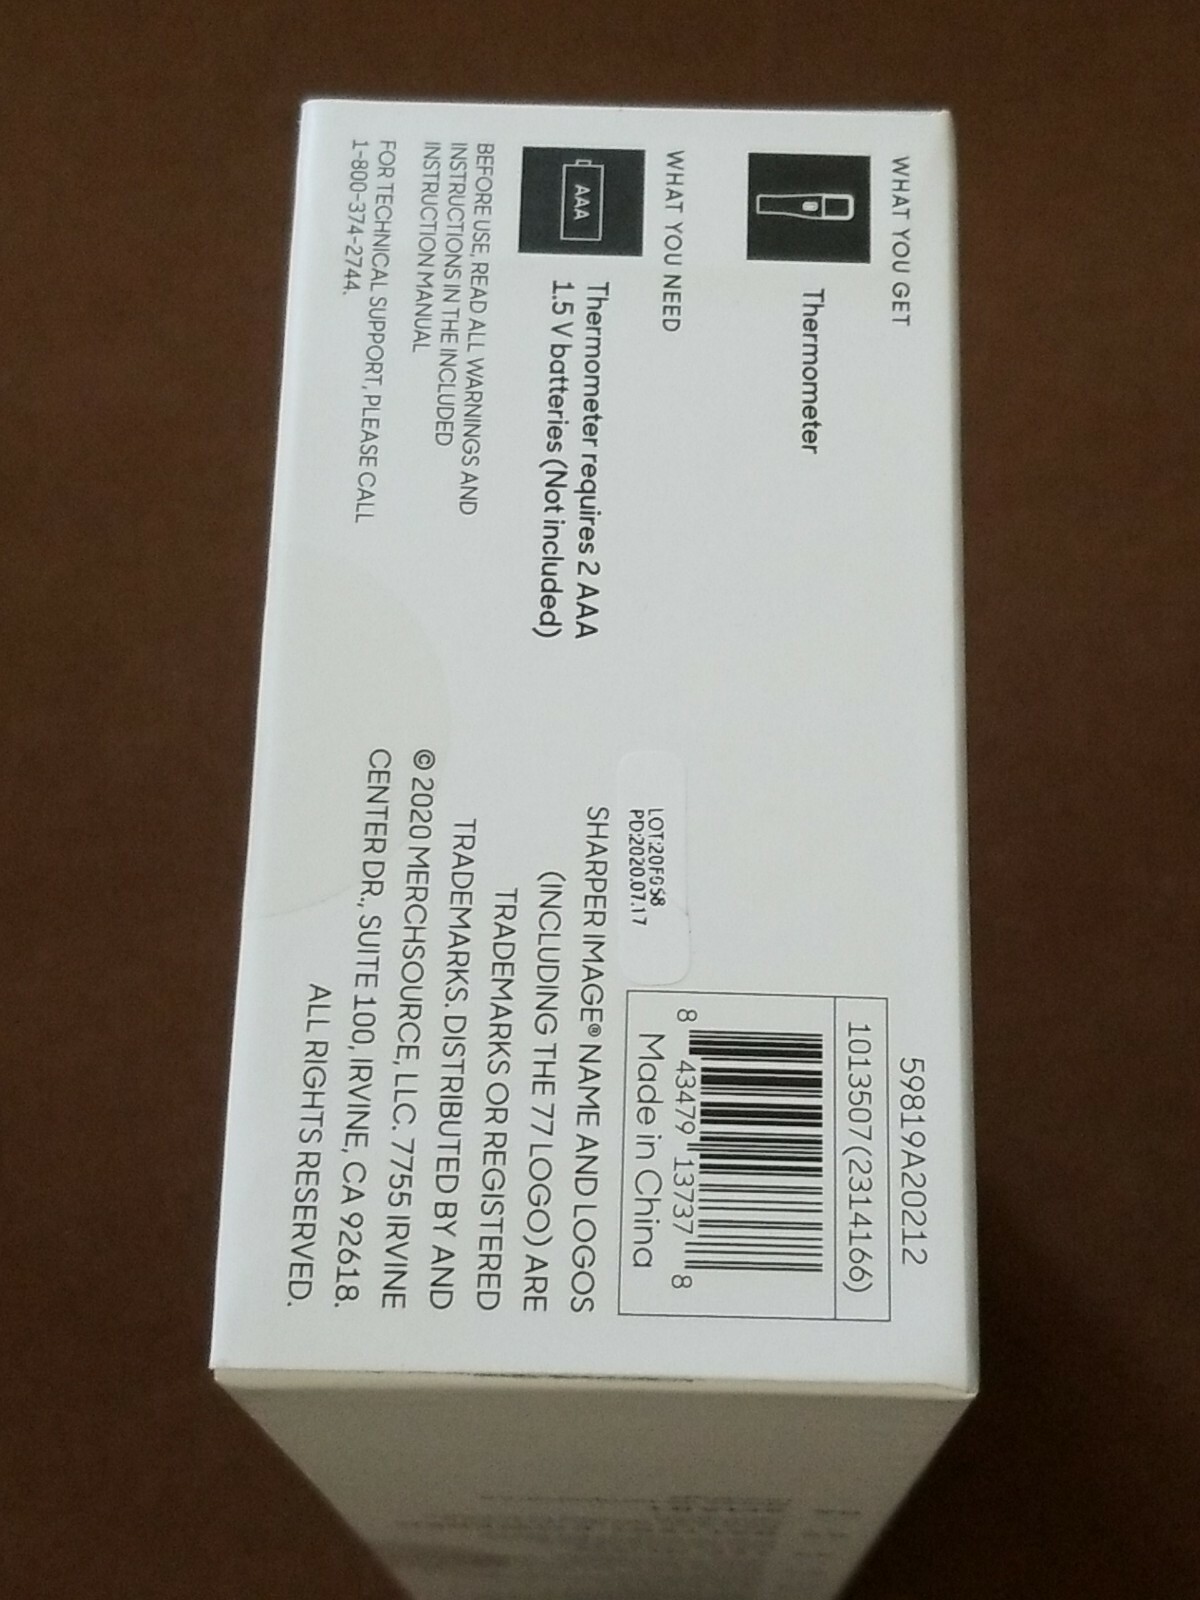 WHAT YOU GET
Thermometer
WHAT YOU NEED
AAA
Thermometer requires 2 AAA
1.5 V batteries (Not included)
BEFORE USE, READ ALL WARNINGS AND
INSTRUCTIONS IN THE INCLUDED
INSTRUCTION MANUAL
FOR TECHNICAL SUPPORT, PLEASE CALL
1-800-374-2744.
59819A20212
1013507(2314166)
8 43479 13737 8
Made in China
LOT:20F058
PD:2020.07.17
SHARPER IMAGE® NAME AND LOGOS
(INCLUDING THE 77 LOGO) ARE
TRADEMARKS OR REGISTERED
TRADEMARKS. DISTRIBUTED BY AND
© 2020 MERCHSOURCE, LLC. 7755 IRVINE
CENTER DR., SUITE 100, IRVINE, CA 92618.
ALL RIGHTS RESERVED.